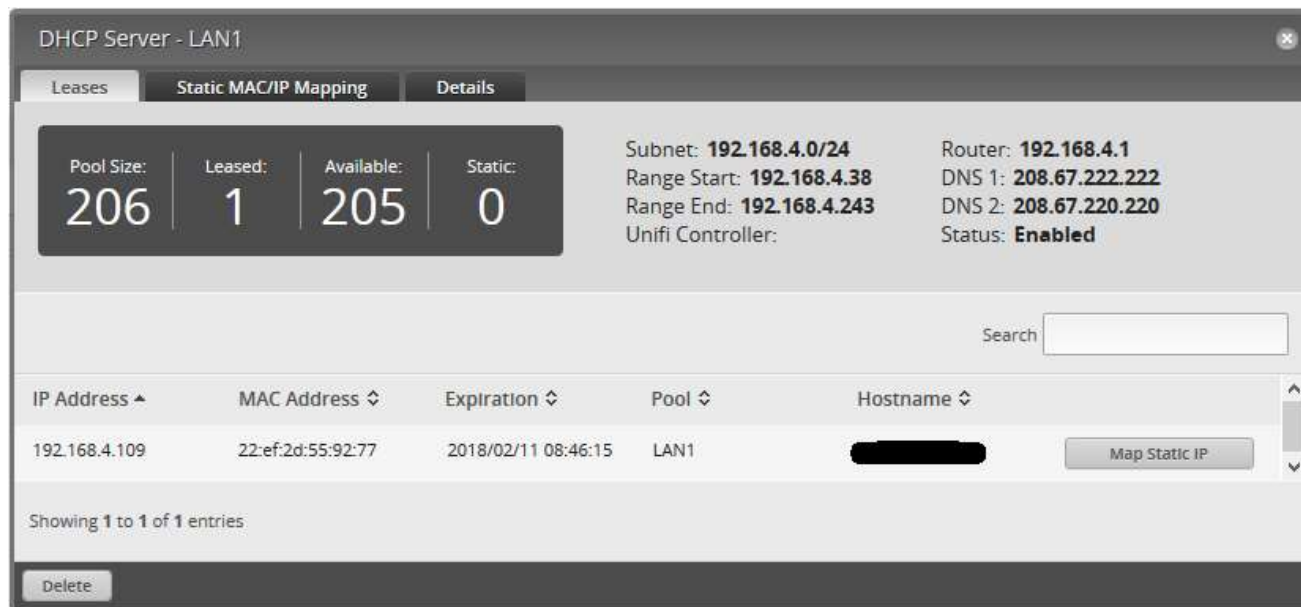 DHCP Server - LAN1
Leases Static MAC/IP Mapping Details
Pool Size: Leased: Available: Static:
206 1 205 0
Subnet: 192.168.4.0/24
Range Start: 192.168.4.38
Range End: 192.168.4.243
Unifi Controller:
Router: 192.168.4.1
DNS 1: 208.67.222.222
DNS 2: 208.67.220.220
Status: Enabled
Search
IP Address MAC Address Expiration Pool Hostname
192.168.4.109 22:ef:2d:55:92:77 2018/02/11 08:46:15 LAN1 Map Static IP
Showing 1 to 1 of 1 entries
Delete